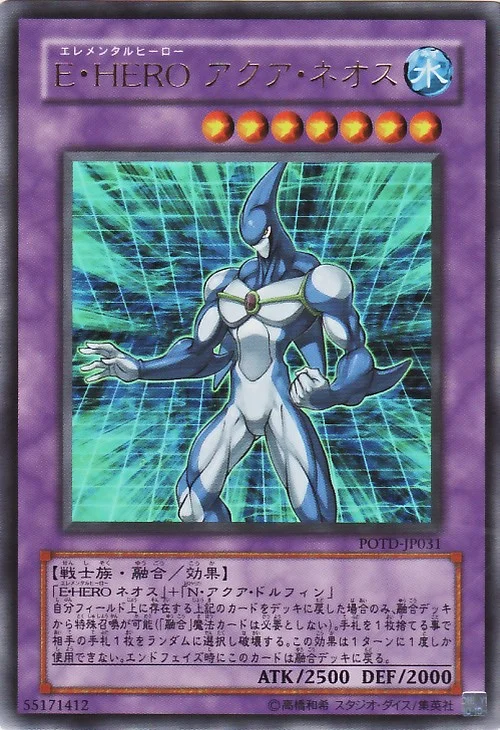 エレメンタルヒーロー
E・HERO アクア・ネオス
水
POTD-JP031
【戦士族・融合／効果】
「E・HERO ネオス」+「N・アクア・ドルフィン」
自分フィールド上に存在する上記のカードをデッキに戻した場合のみ、融合デッキ
から特殊召喚が可能(「融合」魔法カードは必要としない)。手札を1枚捨てる事で
相手の手札1枚をランダムに選択し破壊する。この効果は1ターンに1度しか
使用できない。エンドフェイズ時にこのカードは融合デッキに戻る。
ATK/2500 DEF/2000
55171412
©高橋和希 スタジオ・ダイス/集英社